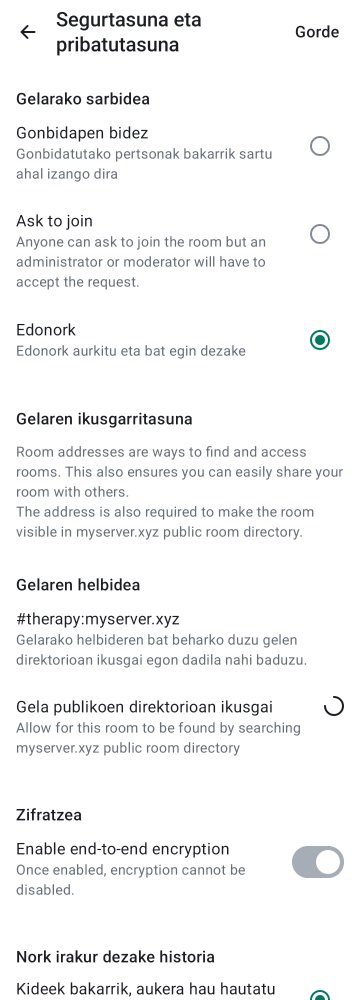 Segurtasuna eta
pribatutasuna
Gorde
Gelarako sarbidea
Gonbidapen bidez
Gonbidatutako pertsonak bakarrik sartu
ahal izango dira
Ask to join
Anyone can ask to join the room but an
administrator or moderator will have to
accept the request.
Edonork
Edonork aurkitu eta bat egin dezake
Gelaren ikusgarritasuna
Room addresses are ways to find and access
rooms. This also ensures you can easily share your
room with others.
The address is also required to make the room
visible in myserver.xyz public room directory.
Gelaren helbidea
#therapy:myserver.xyz
Gelarako helbideren bat beharko duzu gelen
direktorioan ikusgai egon dadila nahi baduzu.
Gela publikoen direktorioan ikusgai
Allow for this room to be found by searching
myserver.xyz public room directory
Zifratzea
Enable end-to-end encryption
Once enabled, encryption cannot be
disabled.
Nork irakur dezake historia
Kideek bakarrik, aukera hau hautatu